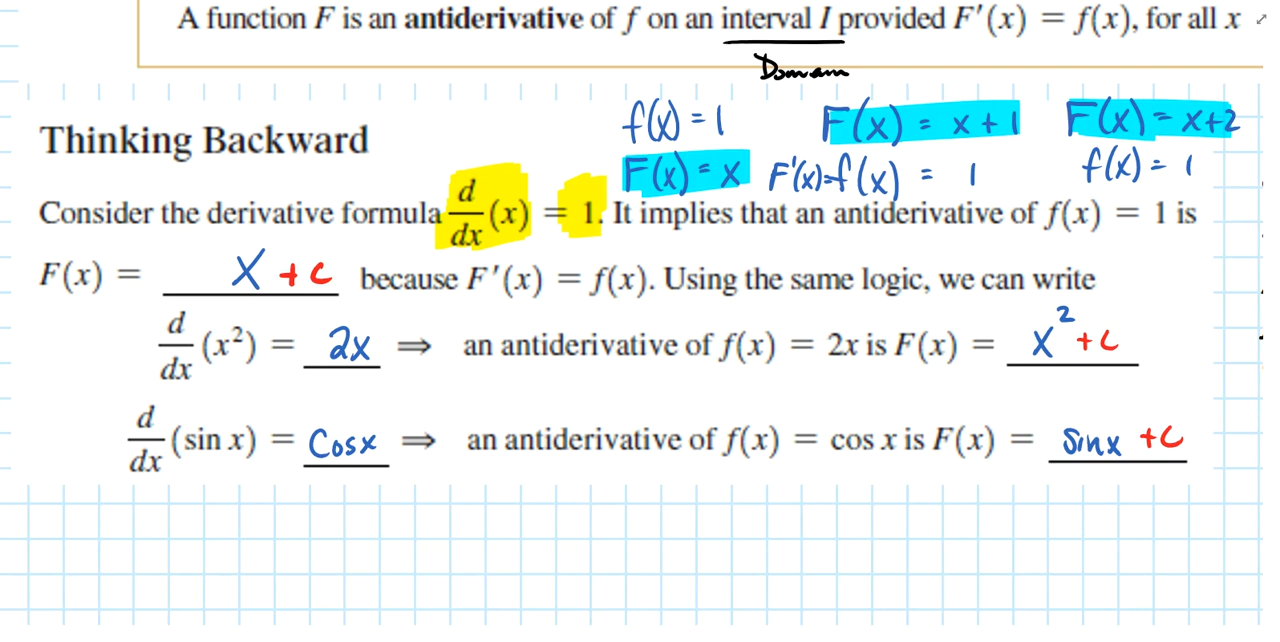 A function F is an antiderivative of f on an interval I provided F'(x) = f(x), for all x
Domain
f(x) = 1 F(x) = x + 1 F(x) = x+2
Thinking Backward
F(x) = x F'(x)=f(x) = 1 f(x) = 1
Consider the derivative formula d/dx (x) = 1. It implies that an antiderivative of f(x) = 1 is
F(x) = x + c because F'(x) = f(x). Using the same logic, we can write
d/dx (x²) = 2x ⇒ an antiderivative of f(x) = 2x is F(x) = x² + c
d/dx (sin x) = Cosx ⇒ an antiderivative of f(x) = cos x is F(x) = Sinx + C